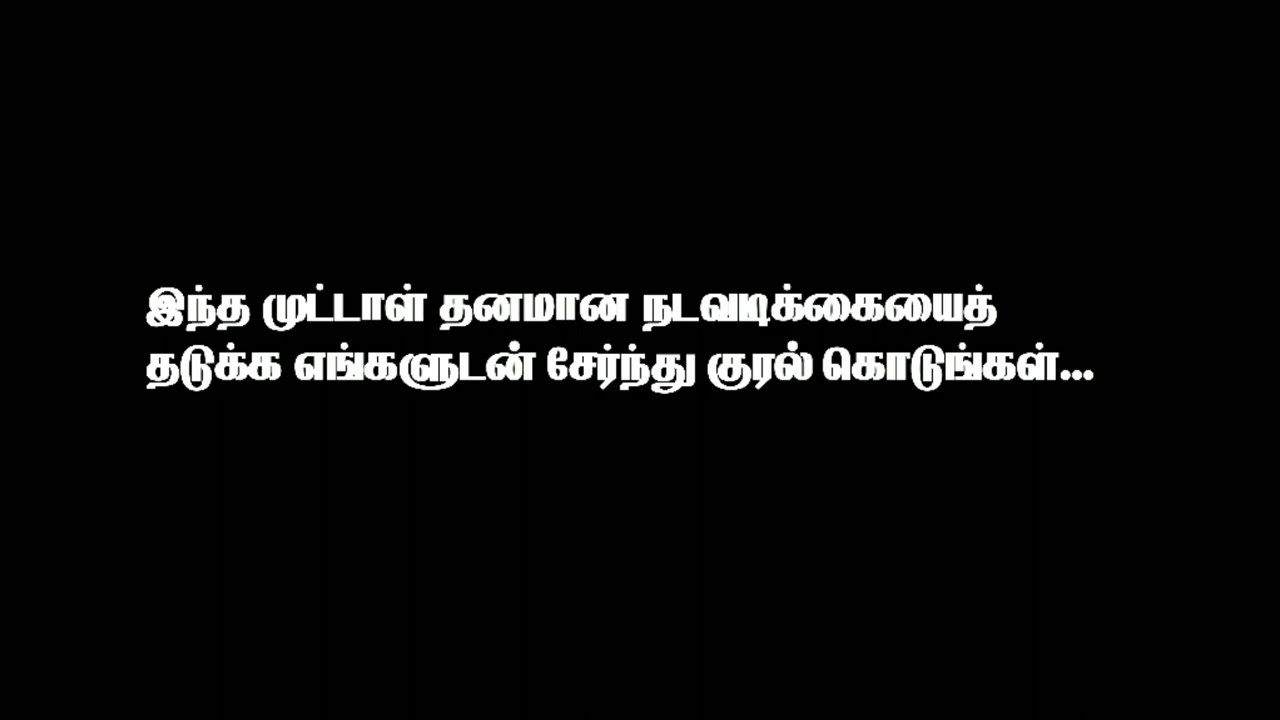 இந்த முட்டாள் தனமான நடவடிக்கையைத்
தடுக்க எங்களுடன் சேர்ந்து குரல் கொடுங்கள்...